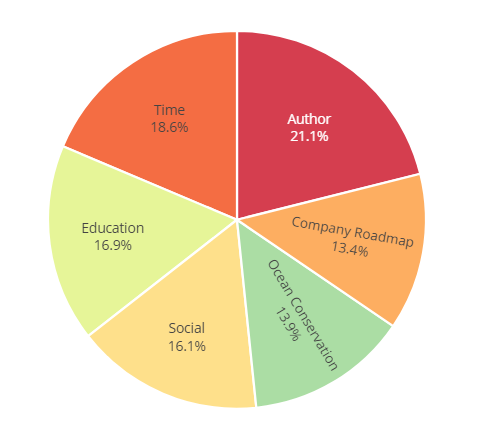 Author
21.1%
Company Roadmap
13.4%
Ocean Conservation
13.9%
Social
16.1%
Education
16.9%
Time
18.6%